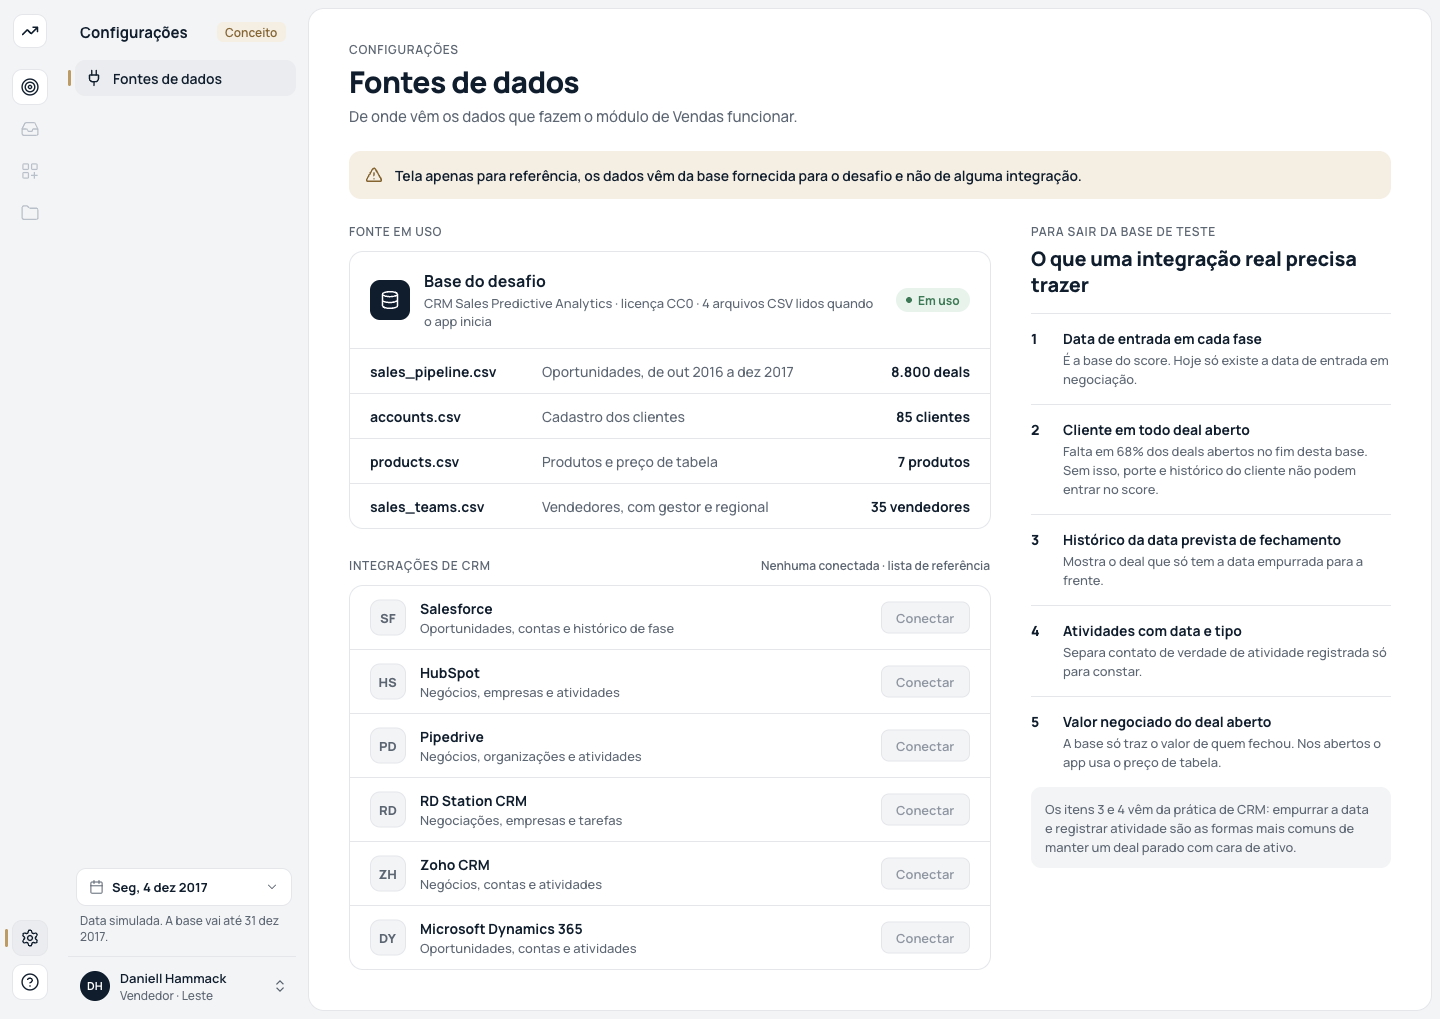 Configurações
Conceito
Fontes de dados
Seg, 4 dez 2017
Data simulada. A base vai até 31 dez
2017.
DH
Daniell Hammack
Vendedor · Leste
CONFIGURAÇÕES
Fontes de dados
De onde vêm os dados que fazem o módulo de Vendas funcionar.
Tela apenas para referência, os dados vêm da base fornecida para o desafio e não de alguma integração.
FONTE EM USO
Base do desafio
CRM Sales Predictive Analytics · licença CC0 · 4 arquivos CSV lidos quando
o app inicia
Em uso
sales_pipeline.csv Oportunidades, de out 2016 a dez 2017 8.800 deals
accounts.csv Cadastro dos clientes 85 clientes
products.csv Produtos e preço de tabela 7 produtos
sales_teams.csv Vendedores, com gestor e regional 35 vendedores
INTEGRAÇÕES DE CRM Nenhuma conectada · lista de referência
SF
Salesforce
Oportunidades, contas e histórico de fase
Conectar
HS
HubSpot
Negócios, empresas e atividades
Conectar
PD
Pipedrive
Negócios, organizações e atividades
Conectar
RD
RD Station CRM
Negociações, empresas e tarefas
Conectar
ZH
Zoho CRM
Negócios, contas e atividades
Conectar
DY
Microsoft Dynamics 365
Oportunidades, contas e atividades
Conectar
PARA SAIR DA BASE DE TESTE
O que uma integração real precisa
trazer
1 Data de entrada em cada fase
É a base do score. Hoje só existe a data de entrada em
negociação.
2 Cliente em todo deal aberto
Falta em 68% dos deals abertos no fim desta base.
Sem isso, porte e histórico do cliente não podem
entrar no score.
3 Histórico da data prevista de fechamento
Mostra o deal que só tem a data empurrada para a
frente.
4 Atividades com data e tipo
Separa contato de verdade de atividade registrada só
para constar.
5 Valor negociado do deal aberto
A base só traz o valor de quem fechou. Nos abertos o
app usa o preço de tabela.
Os itens 3 e 4 vêm da prática de CRM: empurrar a data
e registrar atividade são as formas mais comuns de
manter um deal parado com cara de ativo.